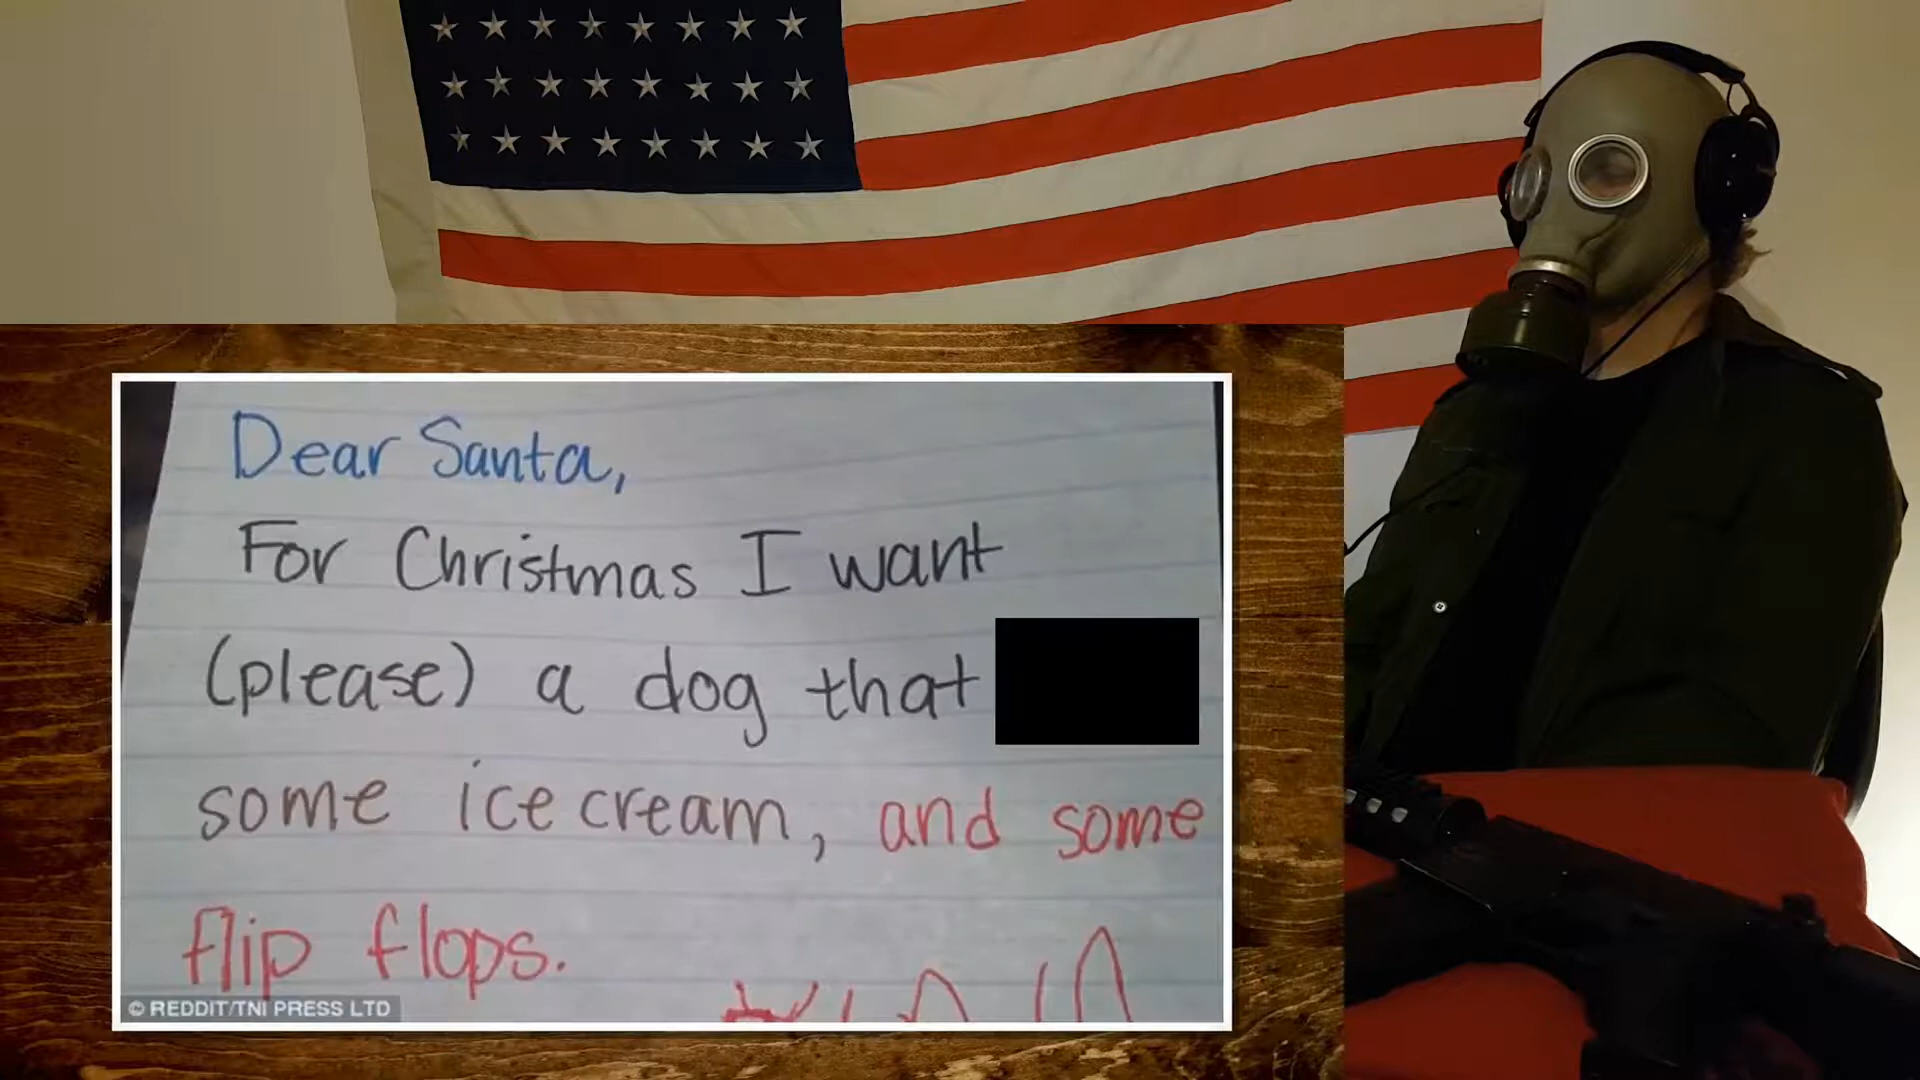 Dear Santa,
For Christmas I want
(please) a dog that
some ice cream, and some
flip flops.
© REDDIT/TNI PRESS LTD